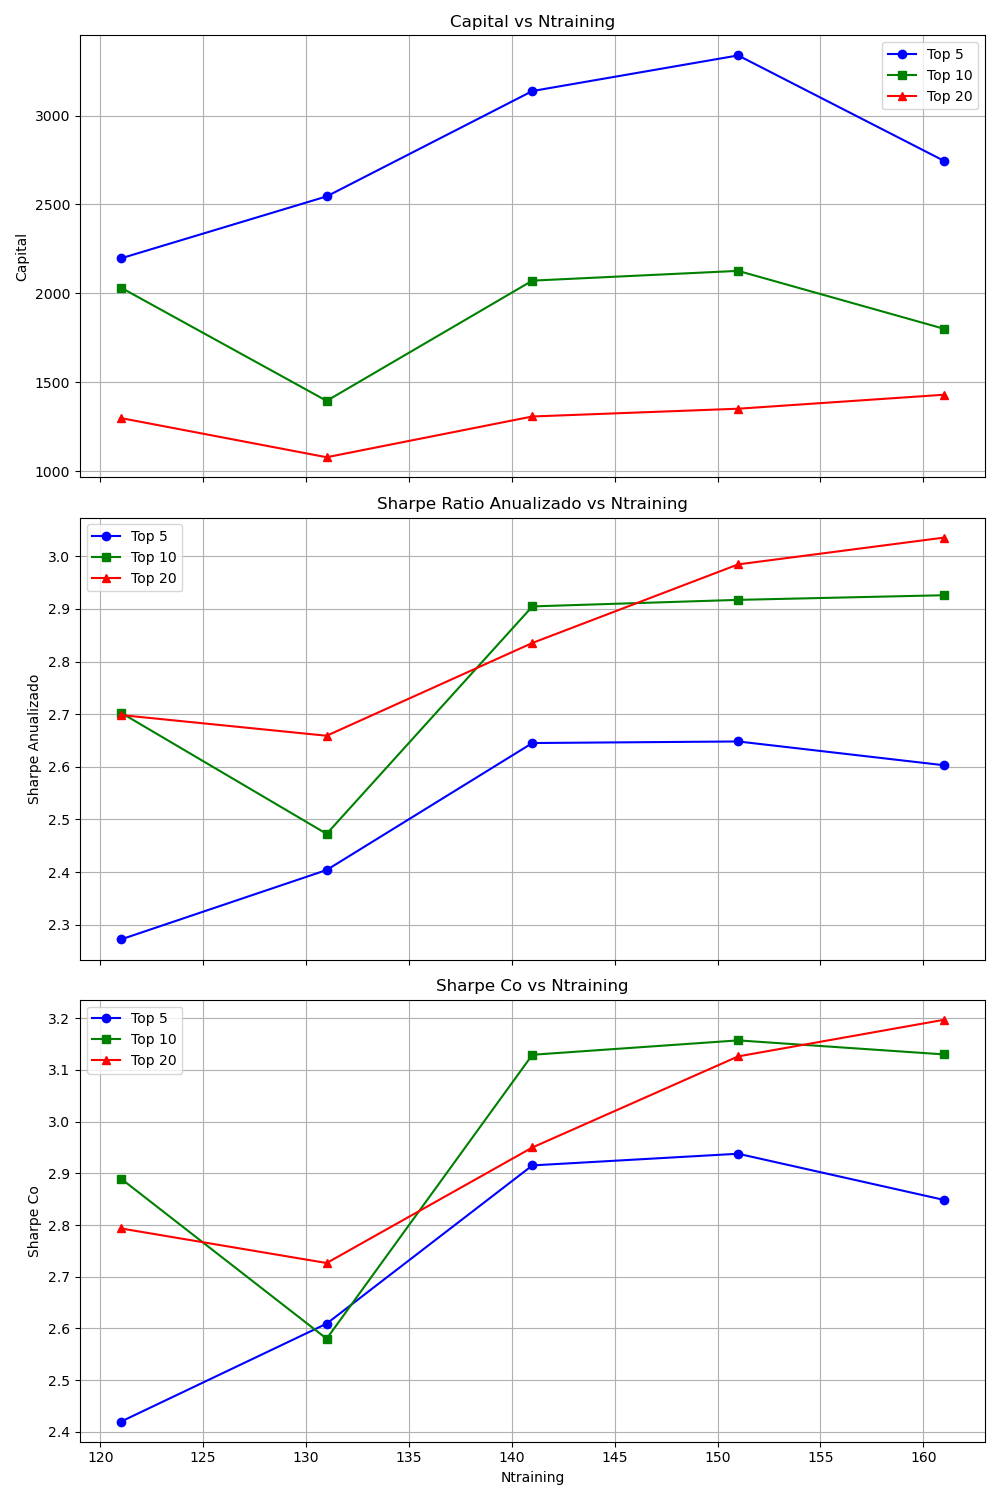 Capital vs Ntraining
Top 5
Top 10
Top 20
Capital
3000
2500
2000
1500
1000
Sharpe Ratio Anualizado vs Ntraining
Top 5
Top 10
Top 20
Sharpe Anualizado
3.0
2.9
2.8
2.7
2.6
2.5
2.4
2.3
Sharpe Co vs Ntraining
Top 5
Top 10
Top 20
Sharpe Co
3.2
3.1
3.0
2.9
2.8
2.7
2.6
2.5
2.4
120 125 130 135 140 145 150 155 160
Ntraining